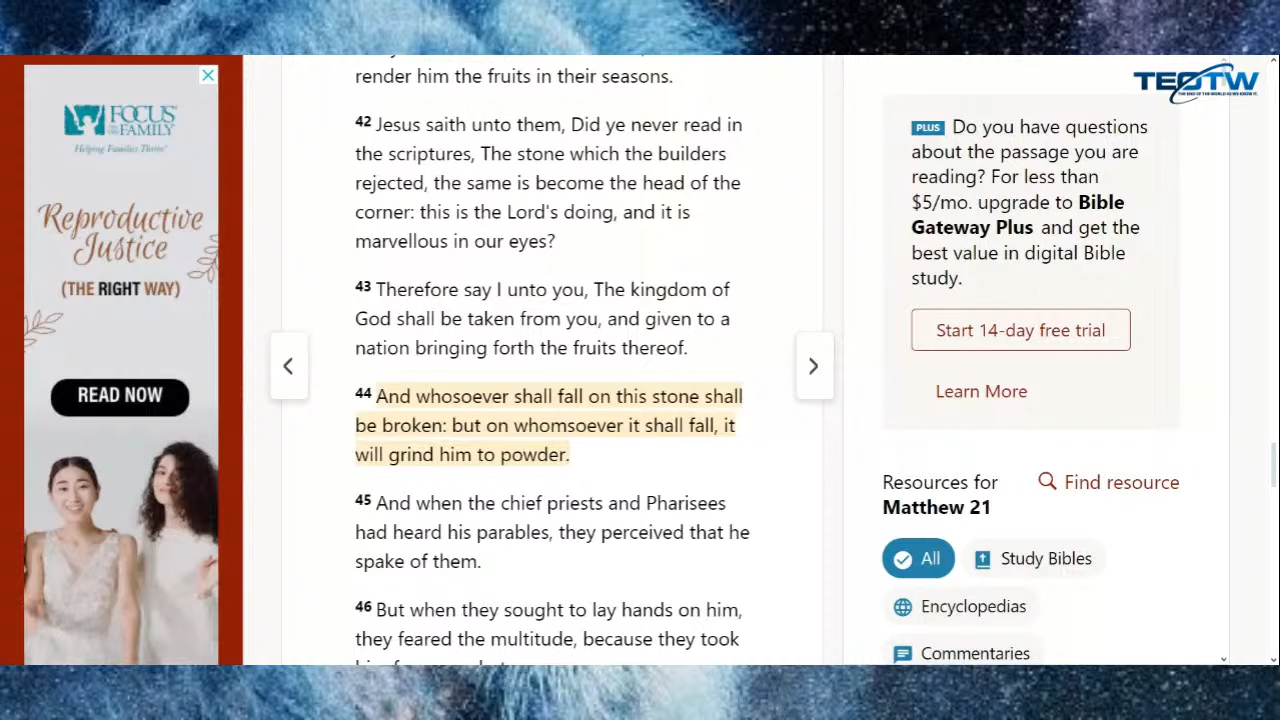 FOCUS
ON THE
FAMILY
Helping Families Thrive
Reproductive
Justice
(THE RIGHT WAY)
READ NOW
render him the fruits in their seasons.
42 Jesus saith unto them, Did ye never read in
the scriptures, The stone which the builders
rejected, the same is become the head of the
corner: this is the Lord's doing, and it is
marvellous in our eyes?
43 Therefore say I unto you, The kingdom of
God shall be taken from you, and given to a
nation bringing forth the fruits thereof.
44 And whosoever shall fall on this stone shall
be broken: but on whomsoever it shall fall, it
will grind him to powder.
45 And when the chief priests and Pharisees
had heard his parables, they perceived that he
spake of them.
46 But when they sought to lay hands on him,
they feared the multitude, because they took
TEOTW
THE END OF THE WORLD AS WE KNOW IT.
PLUS Do you have questions
about the passage you are
reading? For less than
$5/mo. upgrade to Bible
Gateway Plus and get the
best value in digital Bible
study.
Start 14-day free trial
Learn More
Resources for
Matthew 21
Find resource
All
Study Bibles
Encyclopedias
Commentaries